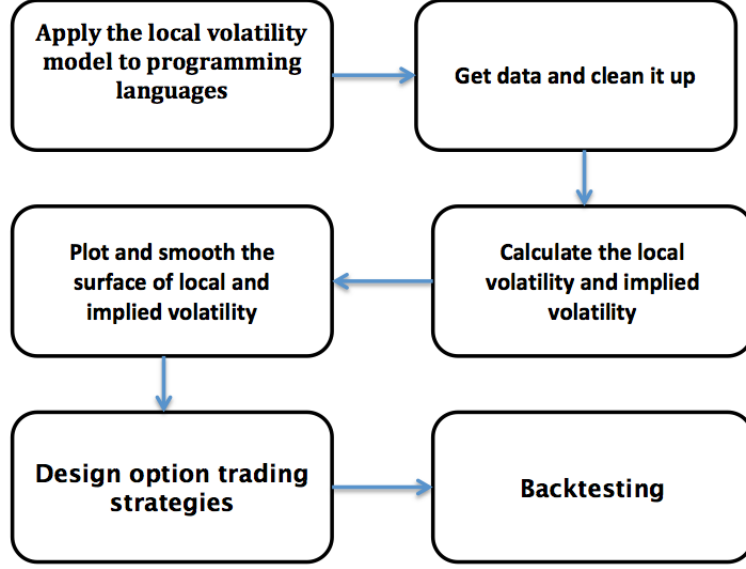 Apply the local volatility
model to programming
languages
Get data and clean it up
Calculate the local
volatility and implied
volatility
Plot and smooth the
surface of local and
implied volatility
Design option trading
strategies
Backtesting